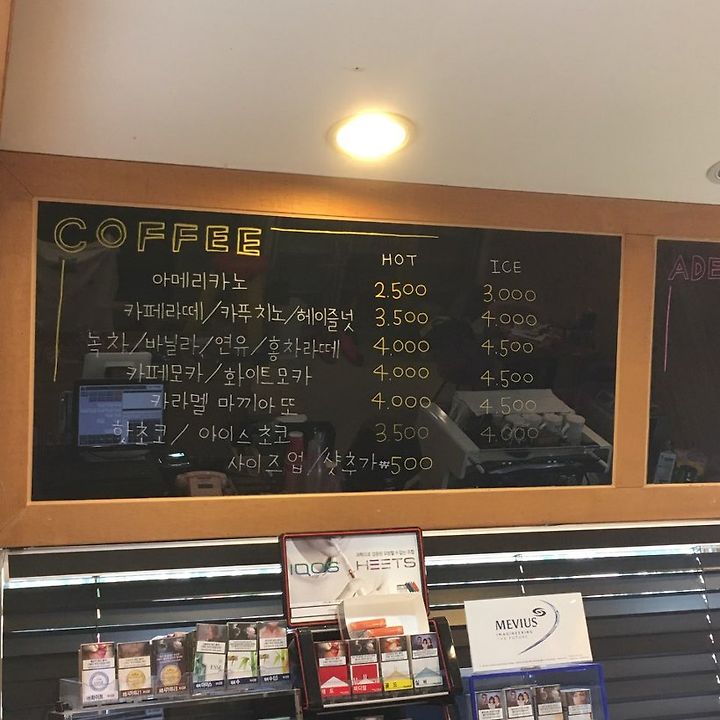 COFFEE
HOT ICE
아메리카노 2.500 3.000
카페라떼/카푸치노/헤이즐넛 3.500 4.000
녹차/바닐라/연유/홍차라떼 4.000 4.500
카페모카/화이트모카 4.000 4.500
카라멜 마끼아또 4.000 4.500
핫초코/아이스초코 3.500 4.000
사이즈업/샷추가 ₩500
ADE
IQOS HEETS
MEVIUS
IMAGINEERING
THE FUTURE